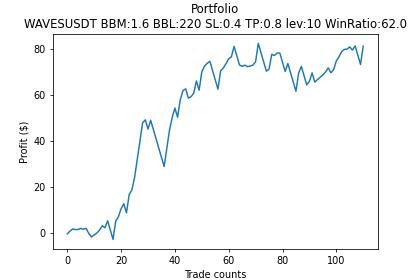 Portfolio
WAVESUSDT BBM:1.6 BBL:220 SL:0.4 TP:0.8 lev:10 WinRatio:62.0
80
60
40
20
0
Profit ($)
0 20 40 60 80 100
Trade counts